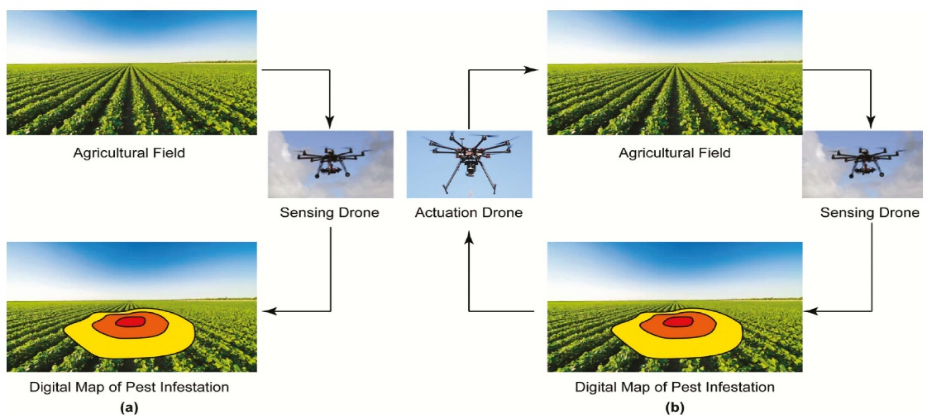 Agricultural Field
Sensing Drone
Digital Map of Pest Infestation
(a)
Actuation Drone
Agricultural Field
Sensing Drone
Digital Map of Pest Infestation
(b)